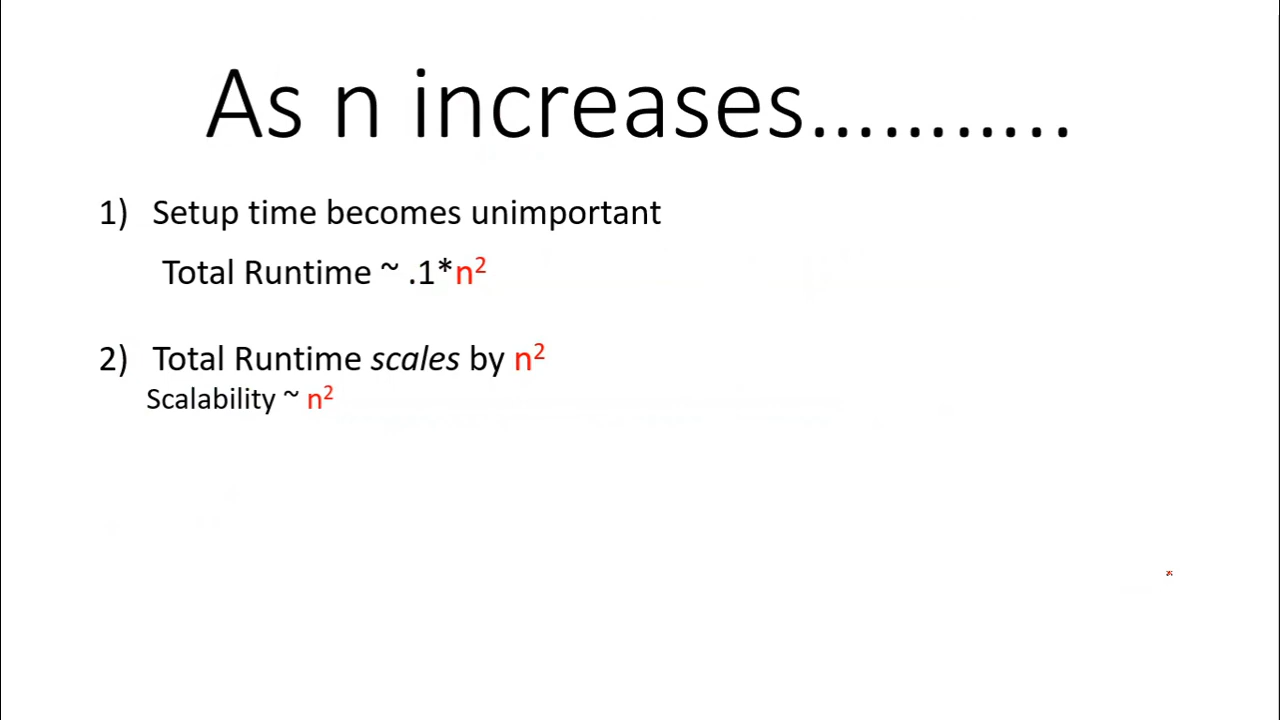 As n increases………..
1) Setup time becomes unimportant
Total Runtime ~ .1*n²
2) Total Runtime scales by n²
Scalability ~ n²